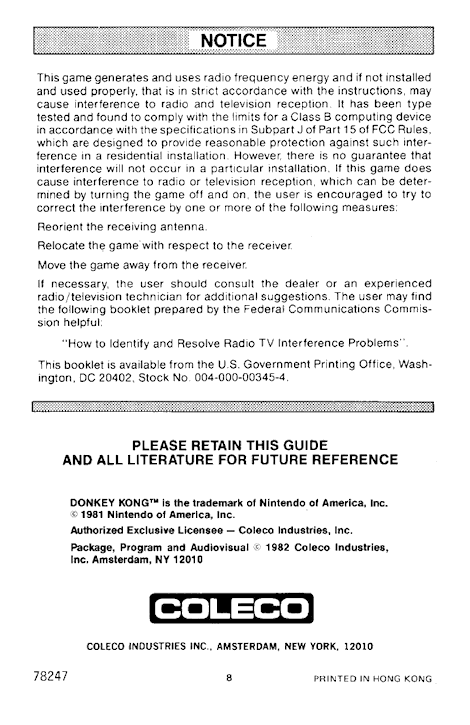 NOTICE
This game generates and uses radio frequency energy and if not installed
and used properly, that is in strict accordance with the instructions, may
cause interference to radio and television reception. It has been type
tested and found to comply with the limits for a Class B computing device
in accordance with the specifications in Subpart J of Part 15 of FCC Rules,
which are designed to provide reasonable protection against such inter-
ference in a residential installation. However, there is no guarantee that
interference will not occur in a particular installation. If this game does
cause interference to radio or television reception, which can be deter-
mined by turning the game off and on, the user is encouraged to try to
correct the interference by one or more of the following measures:
Reorient the receiving antenna.
Relocate the game with respect to the receiver.
Move the game away from the receiver.
If necessary, the user should consult the dealer or an experienced
radio/television technician for additional suggestions. The user may find
the following booklet prepared by the Federal Communications Commis-
sion helpful:
"How to Identify and Resolve Radio TV Interference Problems".
This booklet is available from the U.S. Government Printing Office, Wash-
ington, DC 20402, Stock No. 004-000-00345-4.
PLEASE RETAIN THIS GUIDE
AND ALL LITERATURE FOR FUTURE REFERENCE
DONKEY KONG™ is the trademark of Nintendo of America, Inc.
© 1981 Nintendo of America, Inc.
Authorized Exclusive Licensee — Coleco Industries, Inc.
Package, Program and Audiovisual © 1982 Coleco Industries,
Inc. Amsterdam, NY 12010
COLECO
COLECO INDUSTRIES INC., AMSTERDAM, NEW YORK, 12010
78247 8 PRINTED IN HONG KONG